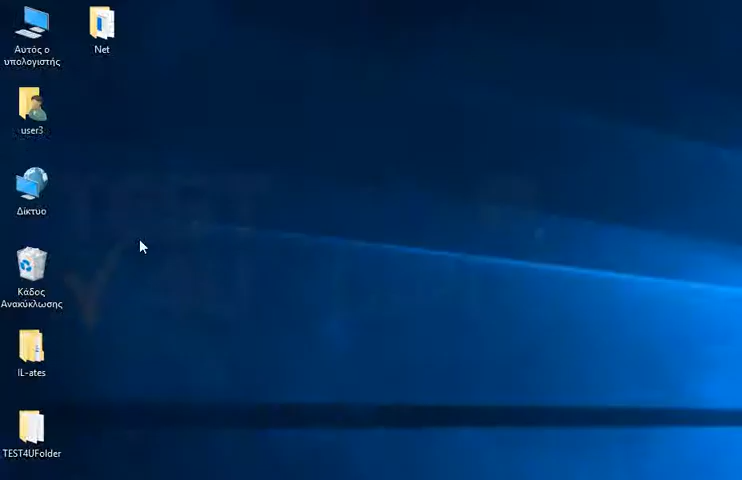 Αυτός ο
υπολογιστής
Net
user3
Δίκτυο
Κάδος
Ανακύκλωσης
IL-ates
TEST4UFolder